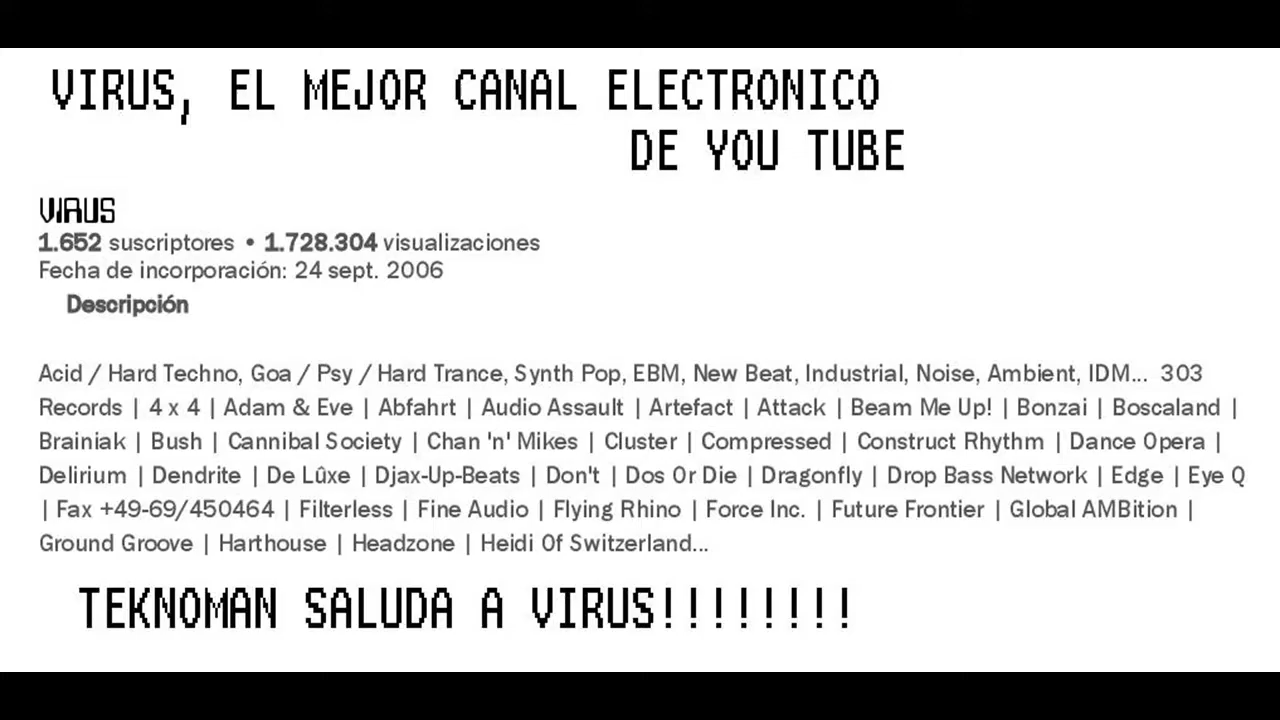 VIRUS, EL MEJOR CANAL ELECTRONICO
DE YOU TUBE
VIRUS
1.652 suscriptores • 1.728.304 visualizaciones
Fecha de incorporación: 24 sept. 2006
Descripción
Acid / Hard Techno, Goa / Psy / Hard Trance, Synth Pop, EBM, New Beat, Industrial, Noise, Ambient, IDM... 303
Records | 4 x 4 | Adam & Eve | Abfahrt | Audio Assault | Artefact | Attack | Beam Me Up! | Bonzai | Boscaland |
Brainiak | Bush | Cannibal Society | Chan 'n' Mikes | Cluster | Compressed | Construct Rhythm | Dance Opera |
Delirium | Dendrite | De Lûxe | Djax-Up-Beats | Don't | Dos Or Die | Dragonfly | Drop Bass Network | Edge | Eye Q
| Fax +49-69/450464 | Filterless | Fine Audio | Flying Rhino | Force Inc. | Future Frontier | Global AMBition |
Ground Groove | Harthouse | Headzone | Heidi Of Switzerland...
TEKNOMAN SALUDA A VIRUS!!!!!!!!